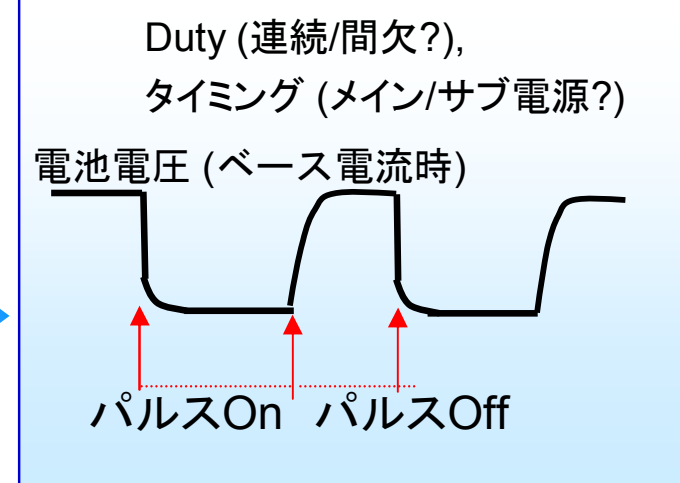 Duty (連続/間欠?),
タイミング (メイン/サブ電源?)
電池電圧 (ベース電流時)
パルスOn パルスOff